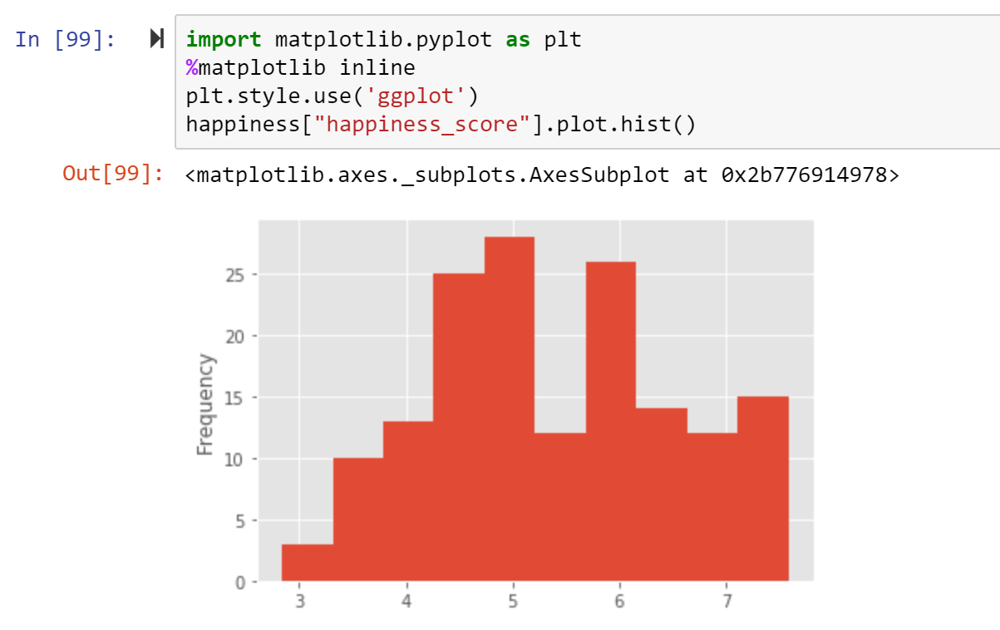 In [99]:
import matplotlib.pyplot as plt
%matplotlib inline
plt.style.use('ggplot')
happiness["happiness_score"].plot.hist()
Out[99]: <matplotlib.axes._subplots.AxesSubplot at 0x2b776914978>
Frequency
25
20
15
10
5
0
3 4 5 6 7